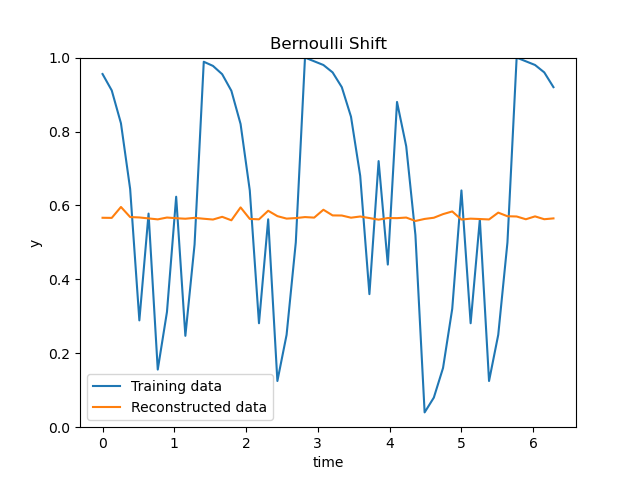 Bernoulli Shift
1.0
0.8
0.6
0.4
0.2
0.0
y
Training data
Reconstructed data
0 1 2 3 4 5 6
time